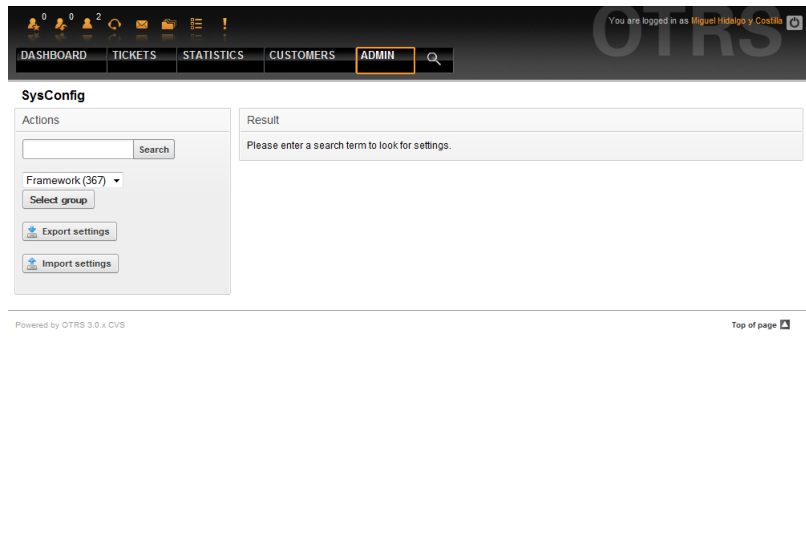 0 0 2
You are logged in as Miguel Hidalgo y Costilla
OTRS
DASHBOARD TICKETS STATISTICS CUSTOMERS ADMIN
SysConfig
Actions
Search
Framework (367)
Select group
Export settings
Import settings
Result
Please enter a search term to look for settings.
Powered by OTRS 3.0.x CVS
Top of page